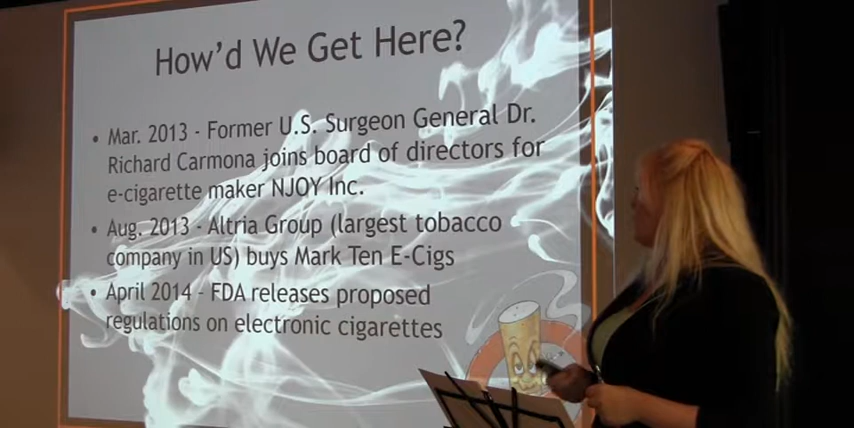 How'd We Get Here?
• Mar. 2013 - Former U.S. Surgeon General Dr.
Richard Carmona joins board of directors for
e-cigarette maker NJOY Inc.
• Aug. 2013 - Altria Group (largest tobacco
company in US) buys Mark Ten E-Cigs
• April 2014 - FDA releases proposed
regulations on electronic cigarettes